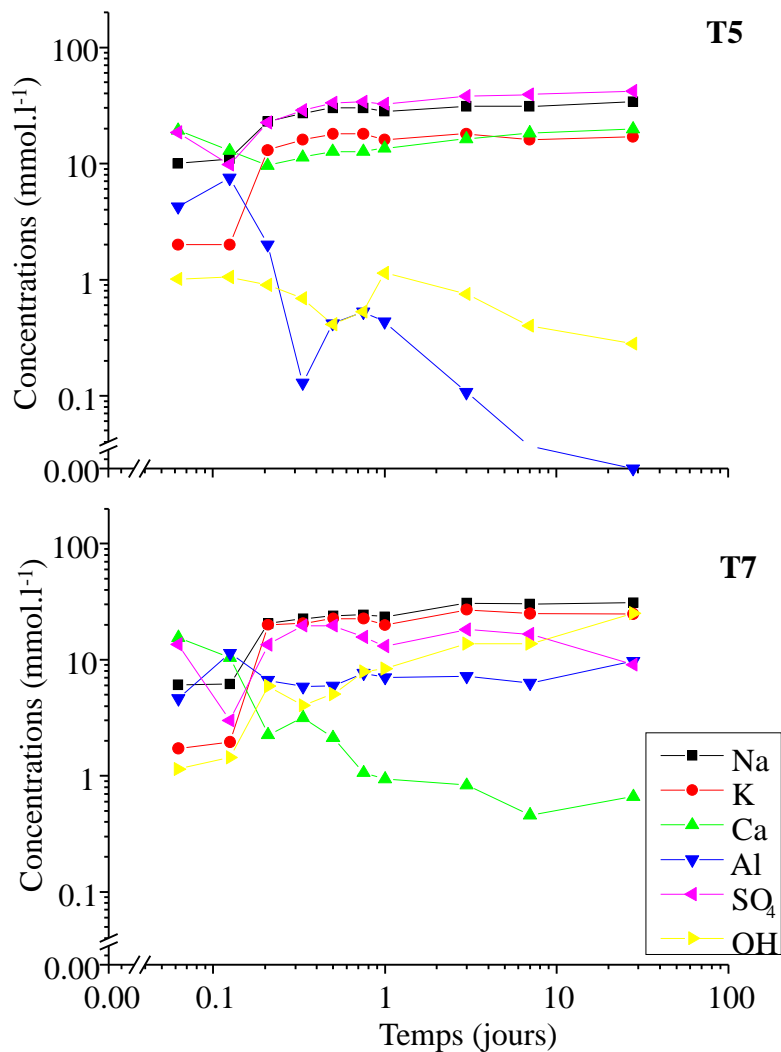 T5
100
10
1
0.1
0.00
Concentrations (mmol.l-1)
T7
100
10
1
0.1
0.00
Concentrations (mmol.l-1)
Na
K
Ca
Al
SO4
OH
0.00 0.1 1 10 100
Temps (jours)